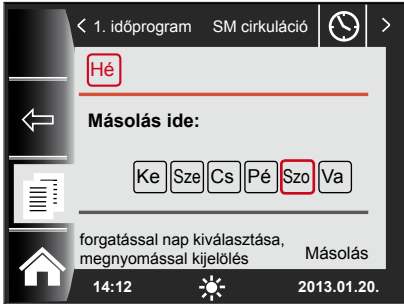 < 1. időprogram SM cirkuláció >
Hé
Másolás ide:
Ke Sze Cs Pé Szo Va
forgatással nap kiválasztása,
megnyomással kijelölés Másolás
14:12 2013.01.20.